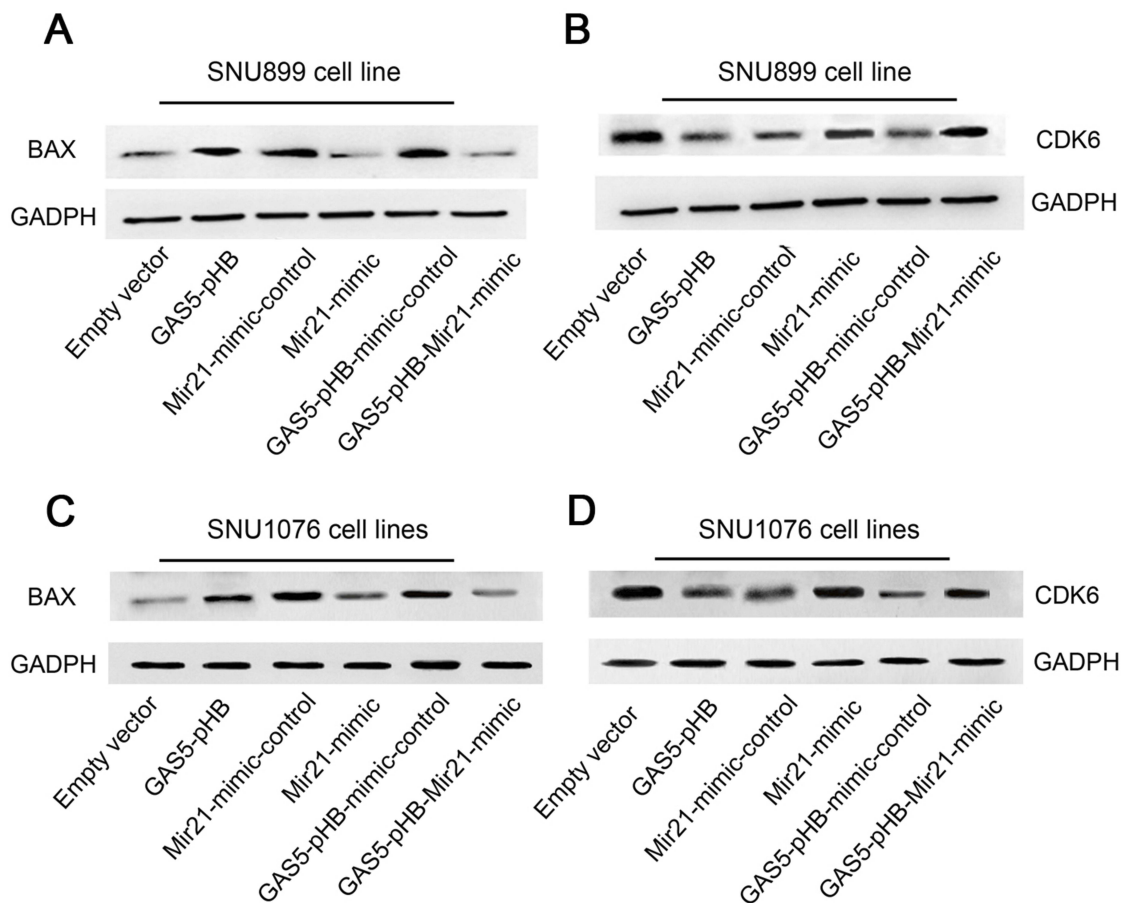 A
SNU899 cell line
BAX
GADPH
Empty vector
GAS5-pHB
Mir21-mimic-control
Mir21-mimic
GAS5-pHB-mimic-control
GAS5-pHB-Mir21-mimic
B
SNU899 cell line
CDK6
GADPH
Empty vector
GAS5-pHB
Mir21-mimic-control
Mir21-mimic
GAS5-pHB-mimic-control
GAS5-pHB-Mir21-mimic
C
SNU1076 cell lines
BAX
GADPH
Empty vector
GAS5-pHB
Mir21-mimic-control
Mir21-mimic
GAS5-pHB-mimic-control
GAS5-pHB-Mir21-mimic
D
SNU1076 cell lines
CDK6
GADPH
Empty vector
GAS5-pHB
Mir21-mimic-control
Mir21-mimic
GAS5-pHB-mimic-control
GAS5-pHB-Mir21-mimic